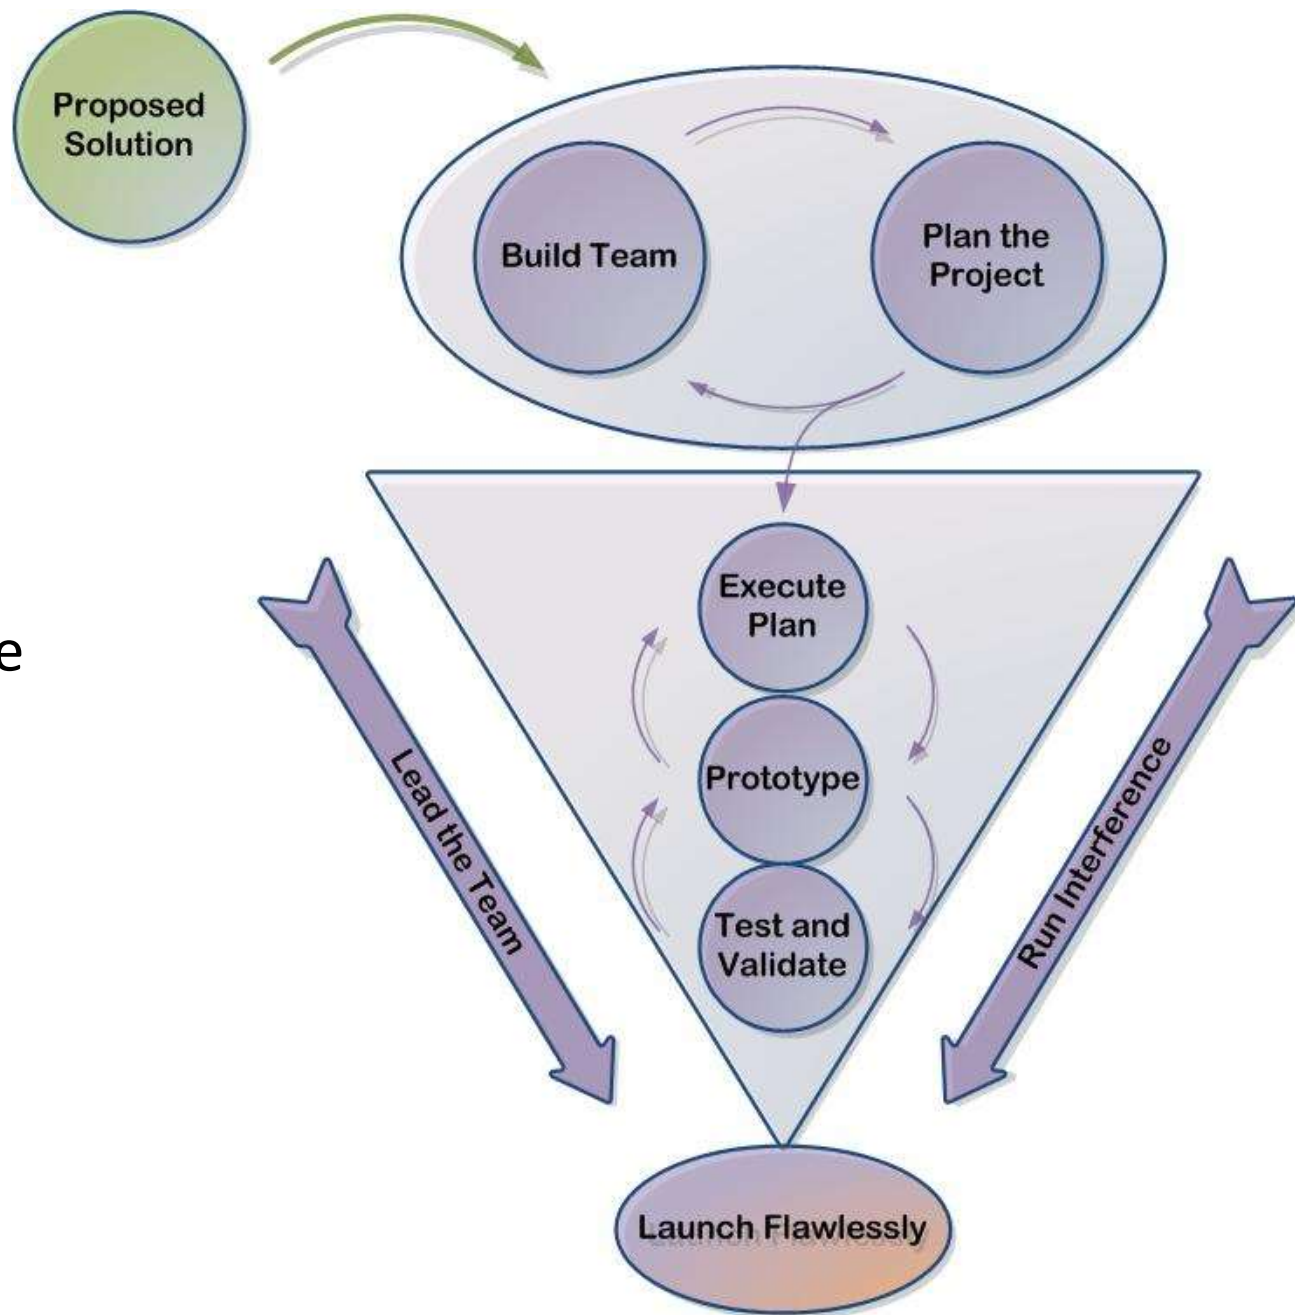 Proposed
Solution
Build Team
Plan the
Project
Execute
Plan
e
Prototype
Lead the Team
Run Interference
Test and
Validate
Launch Flawlessly